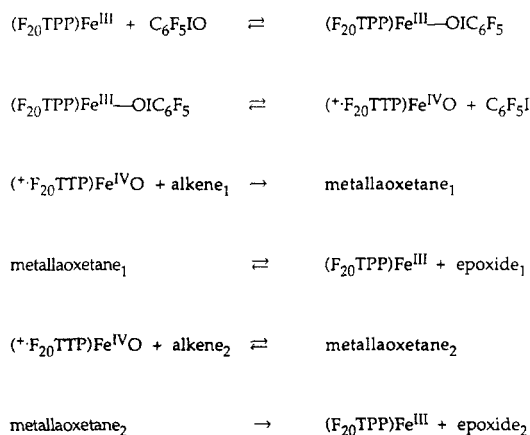 (F₂₀TPP)Feᴵᴵᴵ + C₆F₅IO ⇌ (F₂₀TPP)Feᴵᴵᴵ—OIC₆F₅
(F₂₀TPP)Feᴵᴵᴵ—OIC₆F₅ ⇌ (⁺·F₂₀TTP)FeᴵⱽO + C₆F₅I
(⁺·F₂₀TTP)FeᴵⱽO + alkene₁ → metallaoxetane₁
metallaoxetane₁ ⇌ (F₂₀TPP)Feᴵᴵᴵ + epoxide₁
(⁺·F₂₀TTP)FeᴵⱽO + alkene₂ ⇌ metallaoxetane₂
metallaoxetane₂ → (F₂₀TPP)Feᴵᴵᴵ + epoxide₂